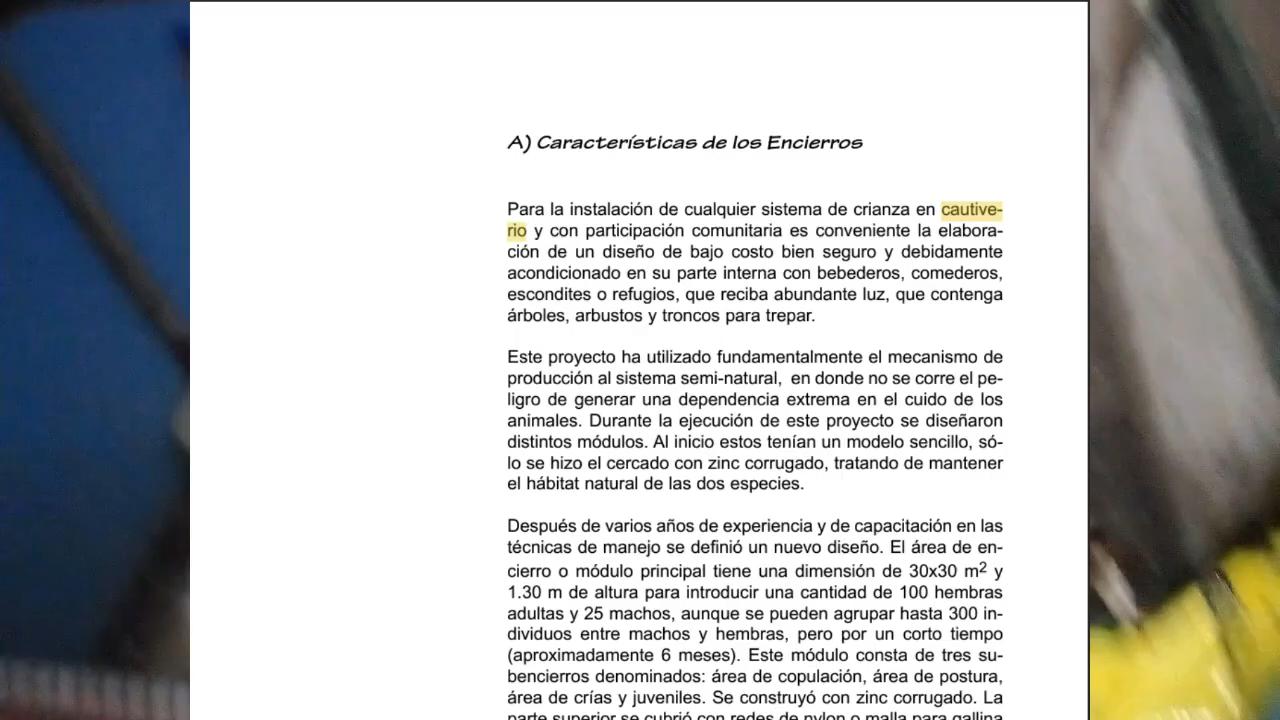 A) Características de los Encierros
Para la instalación de cualquier sistema de crianza en cautive-
rio y con participación comunitaria es conveniente la elabora-
ción de un diseño de bajo costo bien seguro y debidamente
acondicionado en su parte interna con bebederos, comederos,
escondites o refugios, que reciba abundante luz, que contenga
árboles, arbustos y troncos para trepar.
Este proyecto ha utilizado fundamentalmente el mecanismo de
producción al sistema semi-natural, en donde no se corre el pe-
ligro de generar una dependencia extrema en el cuido de los
animales. Durante la ejecución de este proyecto se diseñaron
distintos módulos. Al inicio estos tenían un modelo sencillo, só-
lo se hizo el cercado con zinc corrugado, tratando de mantener
el hábitat natural de las dos especies.
Después de varios años de experiencia y de capacitación en las
técnicas de manejo se definió un nuevo diseño. El área de en-
cierro o módulo principal tiene una dimensión de 30x30 m² y
1.30 m de altura para introducir una cantidad de 100 hembras
adultas y 25 machos, aunque se pueden agrupar hasta 300 in-
dividuos entre machos y hembras, pero por un corto tiempo
(aproximadamente 6 meses). Este módulo consta de tres su-
bencierros denominados: área de copulación, área de postura,
área de crías y juveniles. Se construyó con zinc corrugado. La
parte superior se cubrió con redes de nylon o malla para gallina